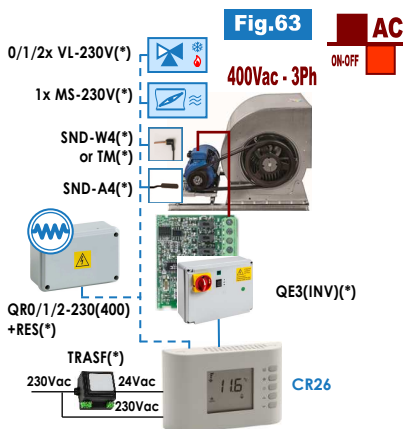 Fig.63
AC
ON-OFF
0/1/2x VL-230V(*)
400Vac - 3Ph
1x MS-230V(*)
SND-W4(*)
or TM(*)
SND-A4(*)
QE3(INV)(*)
QR0/1/2-230(400)
+RES(*)
TRASF(*)
230Vac
24Vac
230Vac
11.6°
CR26